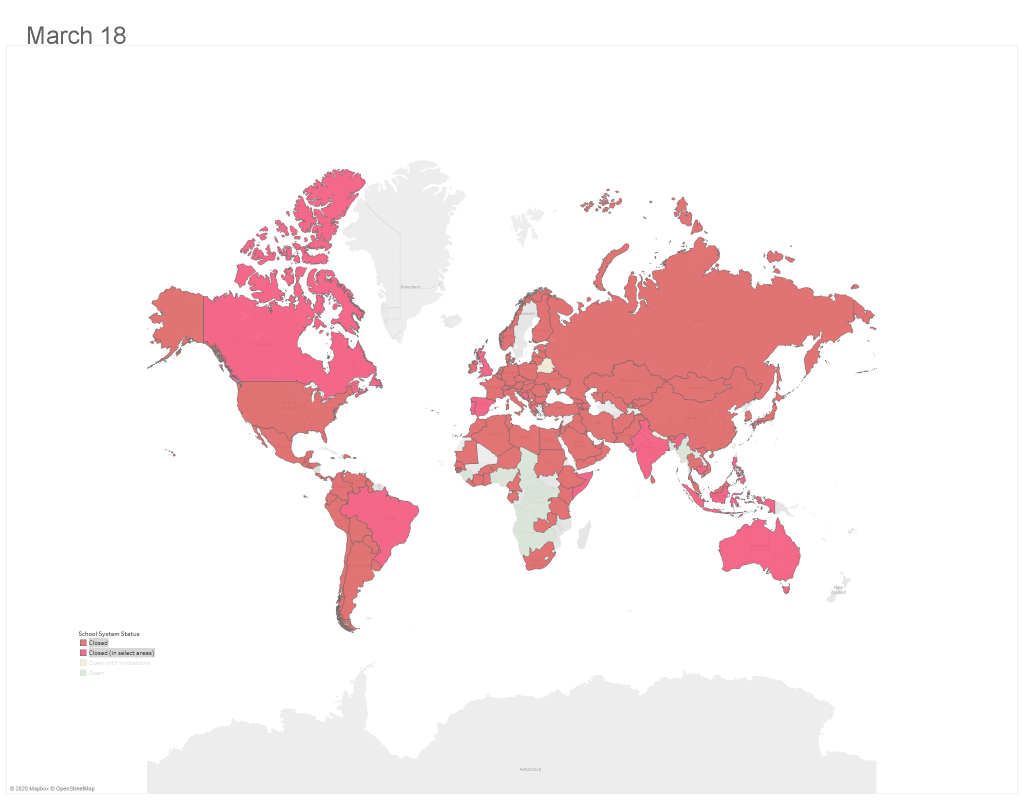 March 18
Greenland
School System Status
Closed
Closed (in select areas)
Open with limitations
Open
New
Zealand
Antarctica
© 2020 Mapbox © OpenStreetMap